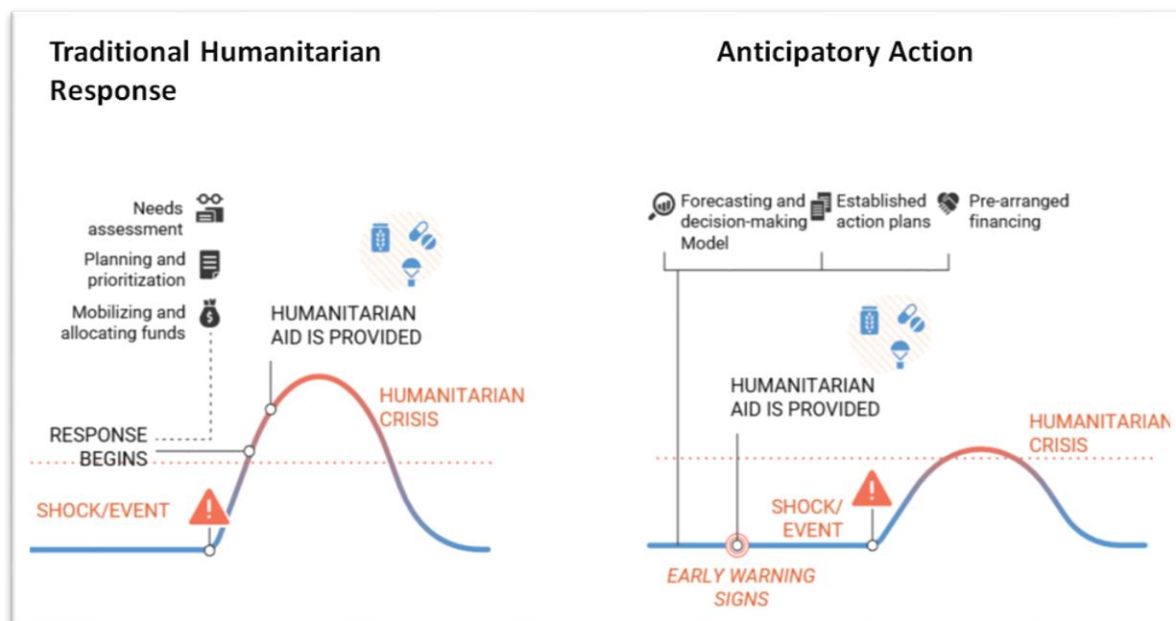 Traditional Humanitarian
Response
Needs
assessment
Planning and
prioritization
Mobilizing and
allocating funds
HUMANITARIAN
AID IS PROVIDED
HUMANITARIAN
CRISIS
RESPONSE
BEGINS
SHOCK/EVENT
Anticipatory Action
Forecasting and
decision-making
Model
Established
action plans
Pre-arranged
financing
HUMANITARIAN
AID IS PROVIDED
HUMANITARIAN
CRISIS
SHOCK/
EVENT
EARLY WARNING
SIGNS